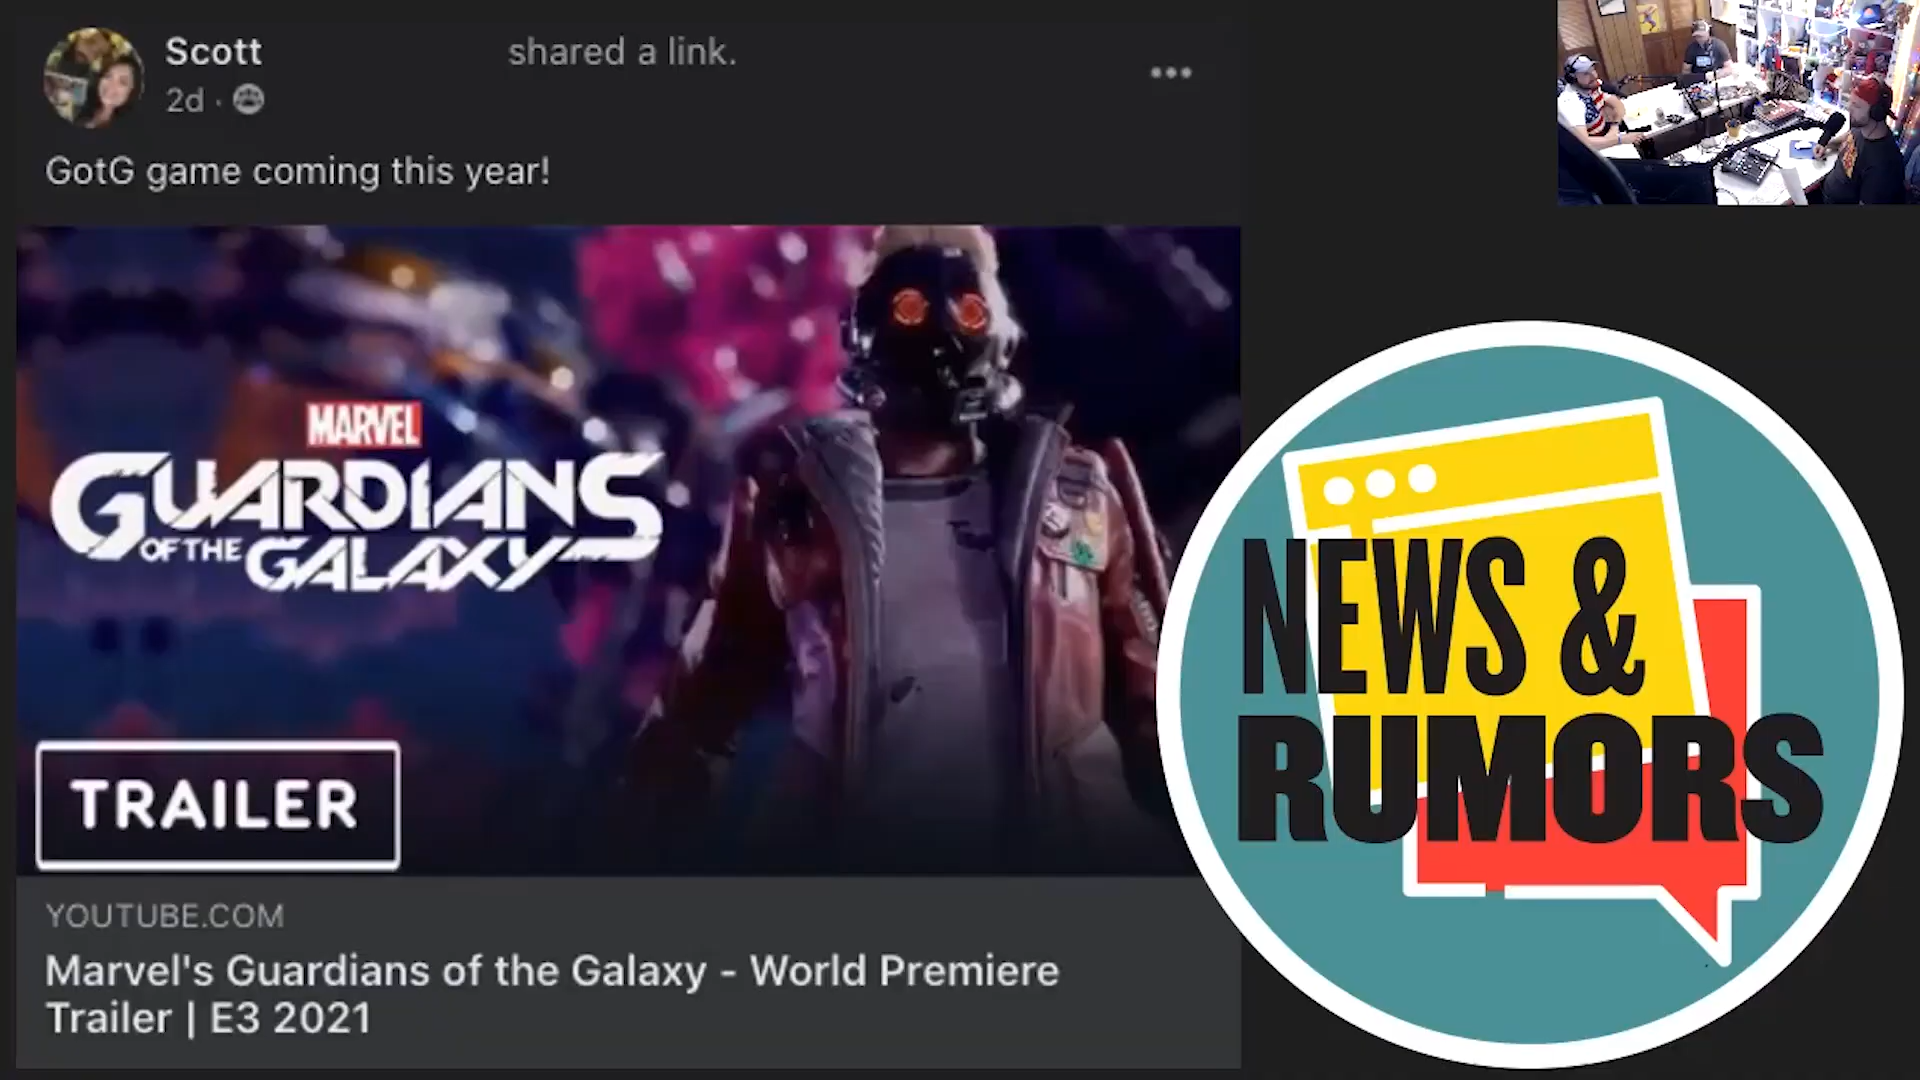 Scott shared a link.
2d ·
GotG game coming this year!
MARVEL
GUARDIANS
OF THE GALAXY
TRAILER
YOUTUBE.COM
Marvel's Guardians of the Galaxy - World Premiere
Trailer | E3 2021
NEWS &
RUMORS